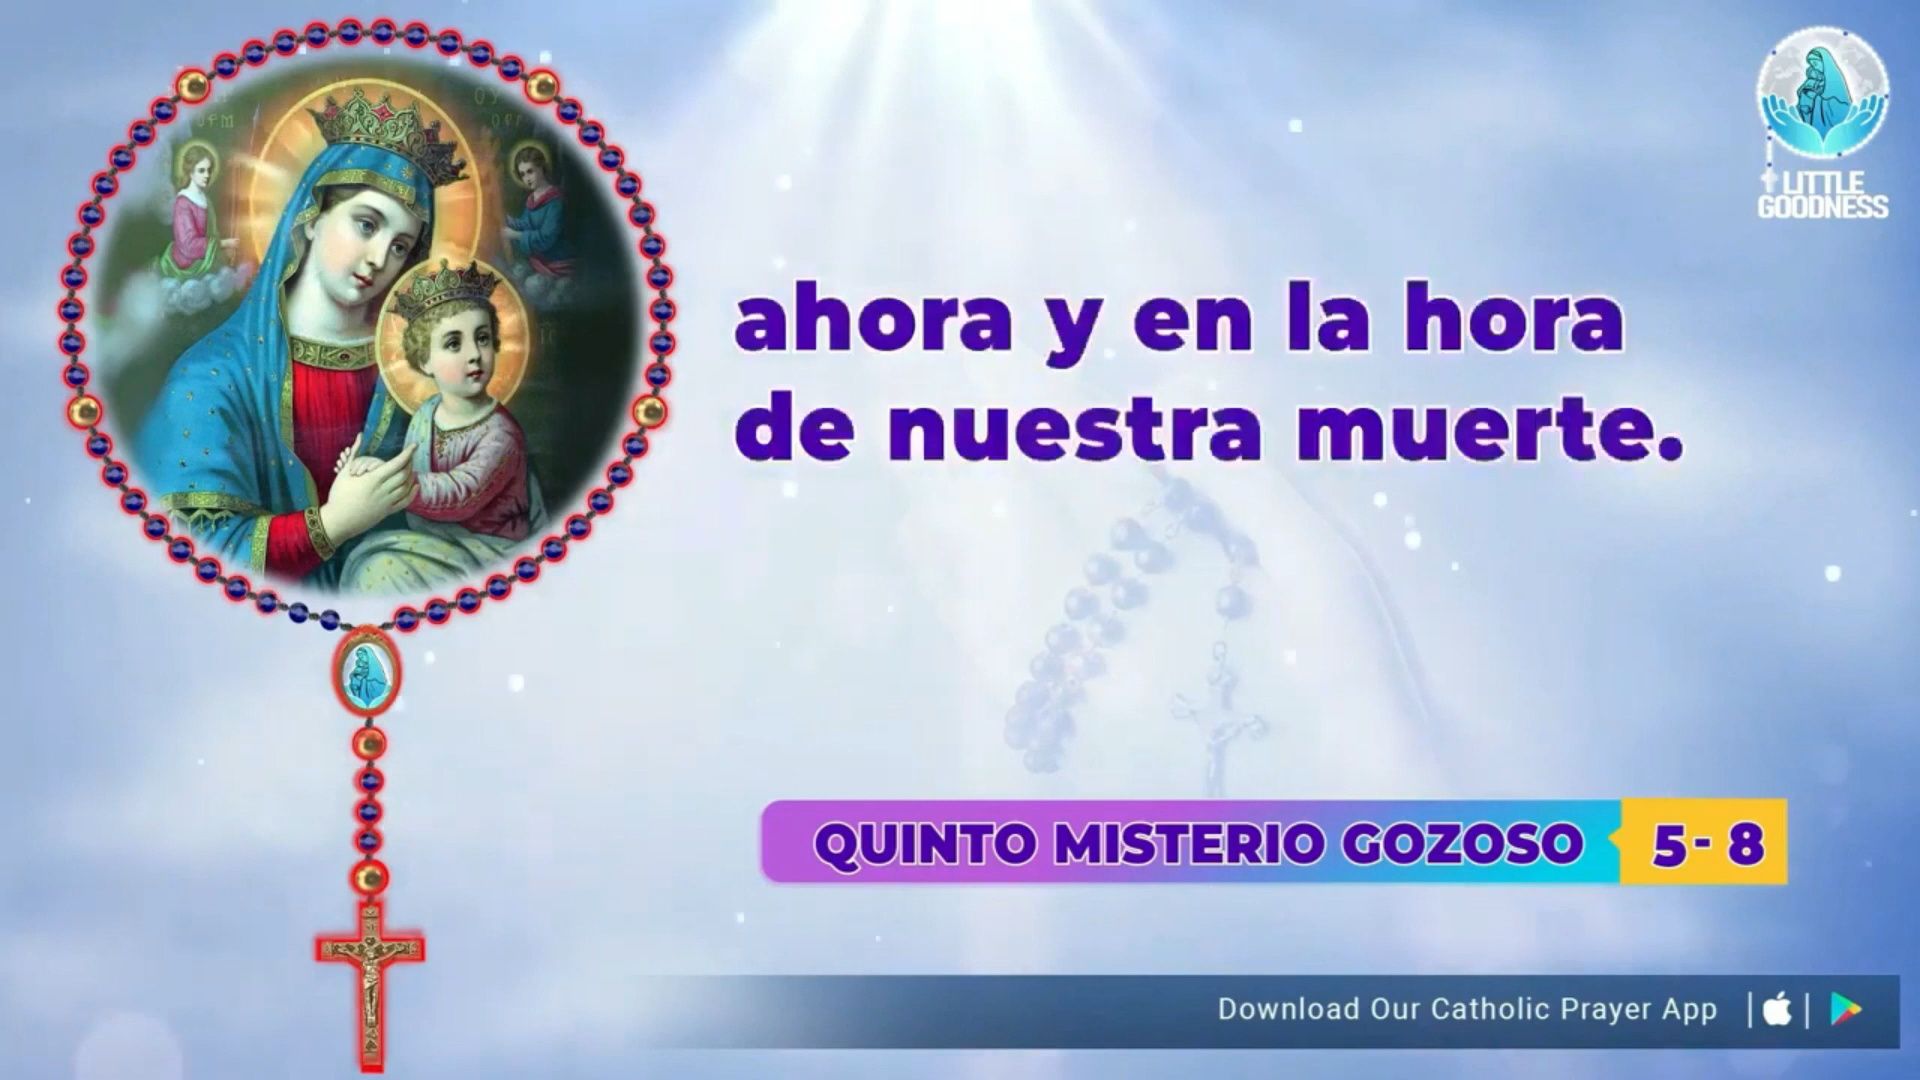 LITTLE
GOODNESS
ahora y en la hora
de nuestra muerte.
QUINTO MISTERIO GOZOSO 5- 8
Download Our Catholic Prayer App